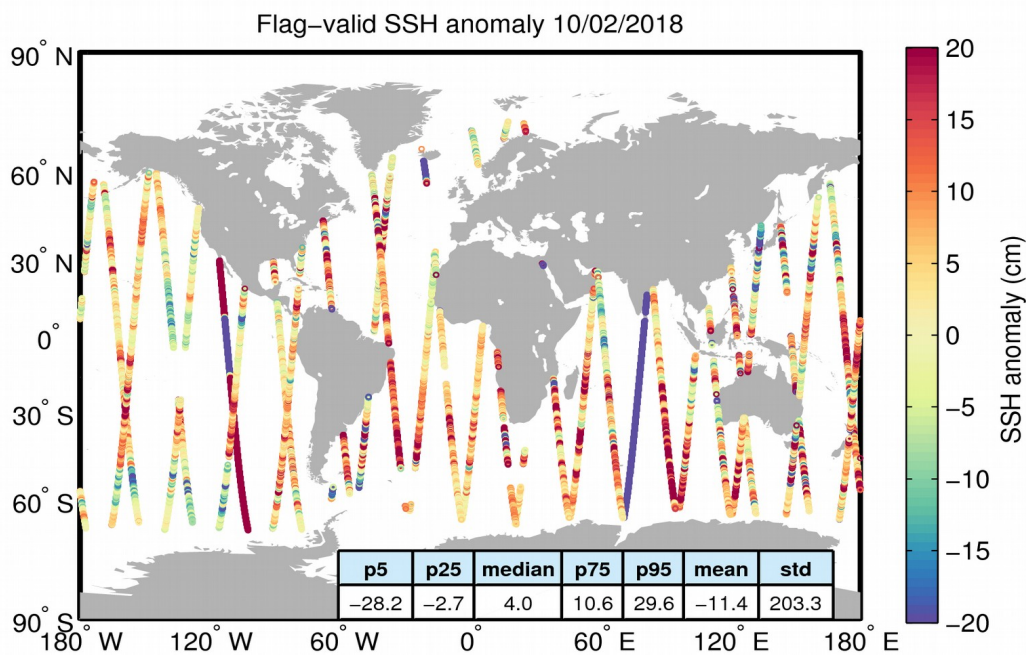 Flag−valid SSH anomaly 10/02/2018
90° N
60° N
30° N
0°
30° S
60° S
90° S
180° W
120° W
60° W
0°
60° E
120° E
180° E
p5 p25 median p75 p95 mean std
−28.2 −2.7 4.0 10.6 29.6 −11.4 203.3
20
15
10
5
0
−5
−10
−15
−20
SSH anomaly (cm)